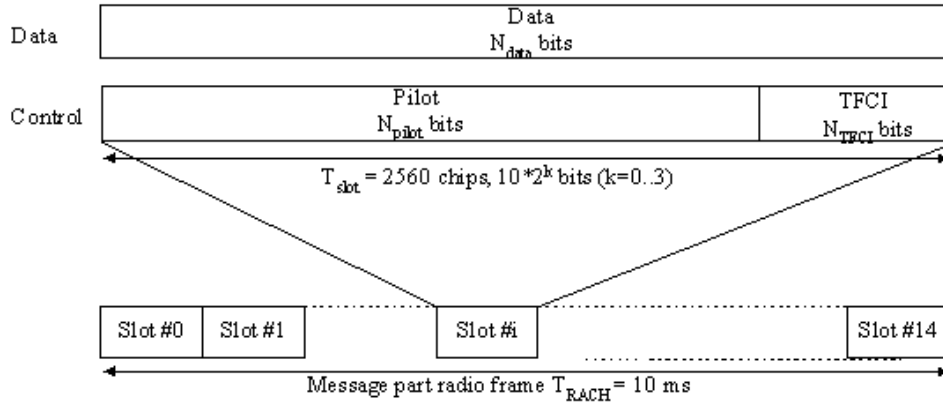 Data
Data
N_data bits
Control
Pilot
N_pilot bits
TFCI
N_TFCI bits
T_slot = 2560 chips, 10*2^k bits (k=0..3)
Slot #0
Slot #1
Slot #i
Slot #14
Message part radio frame T_RACH = 10 ms